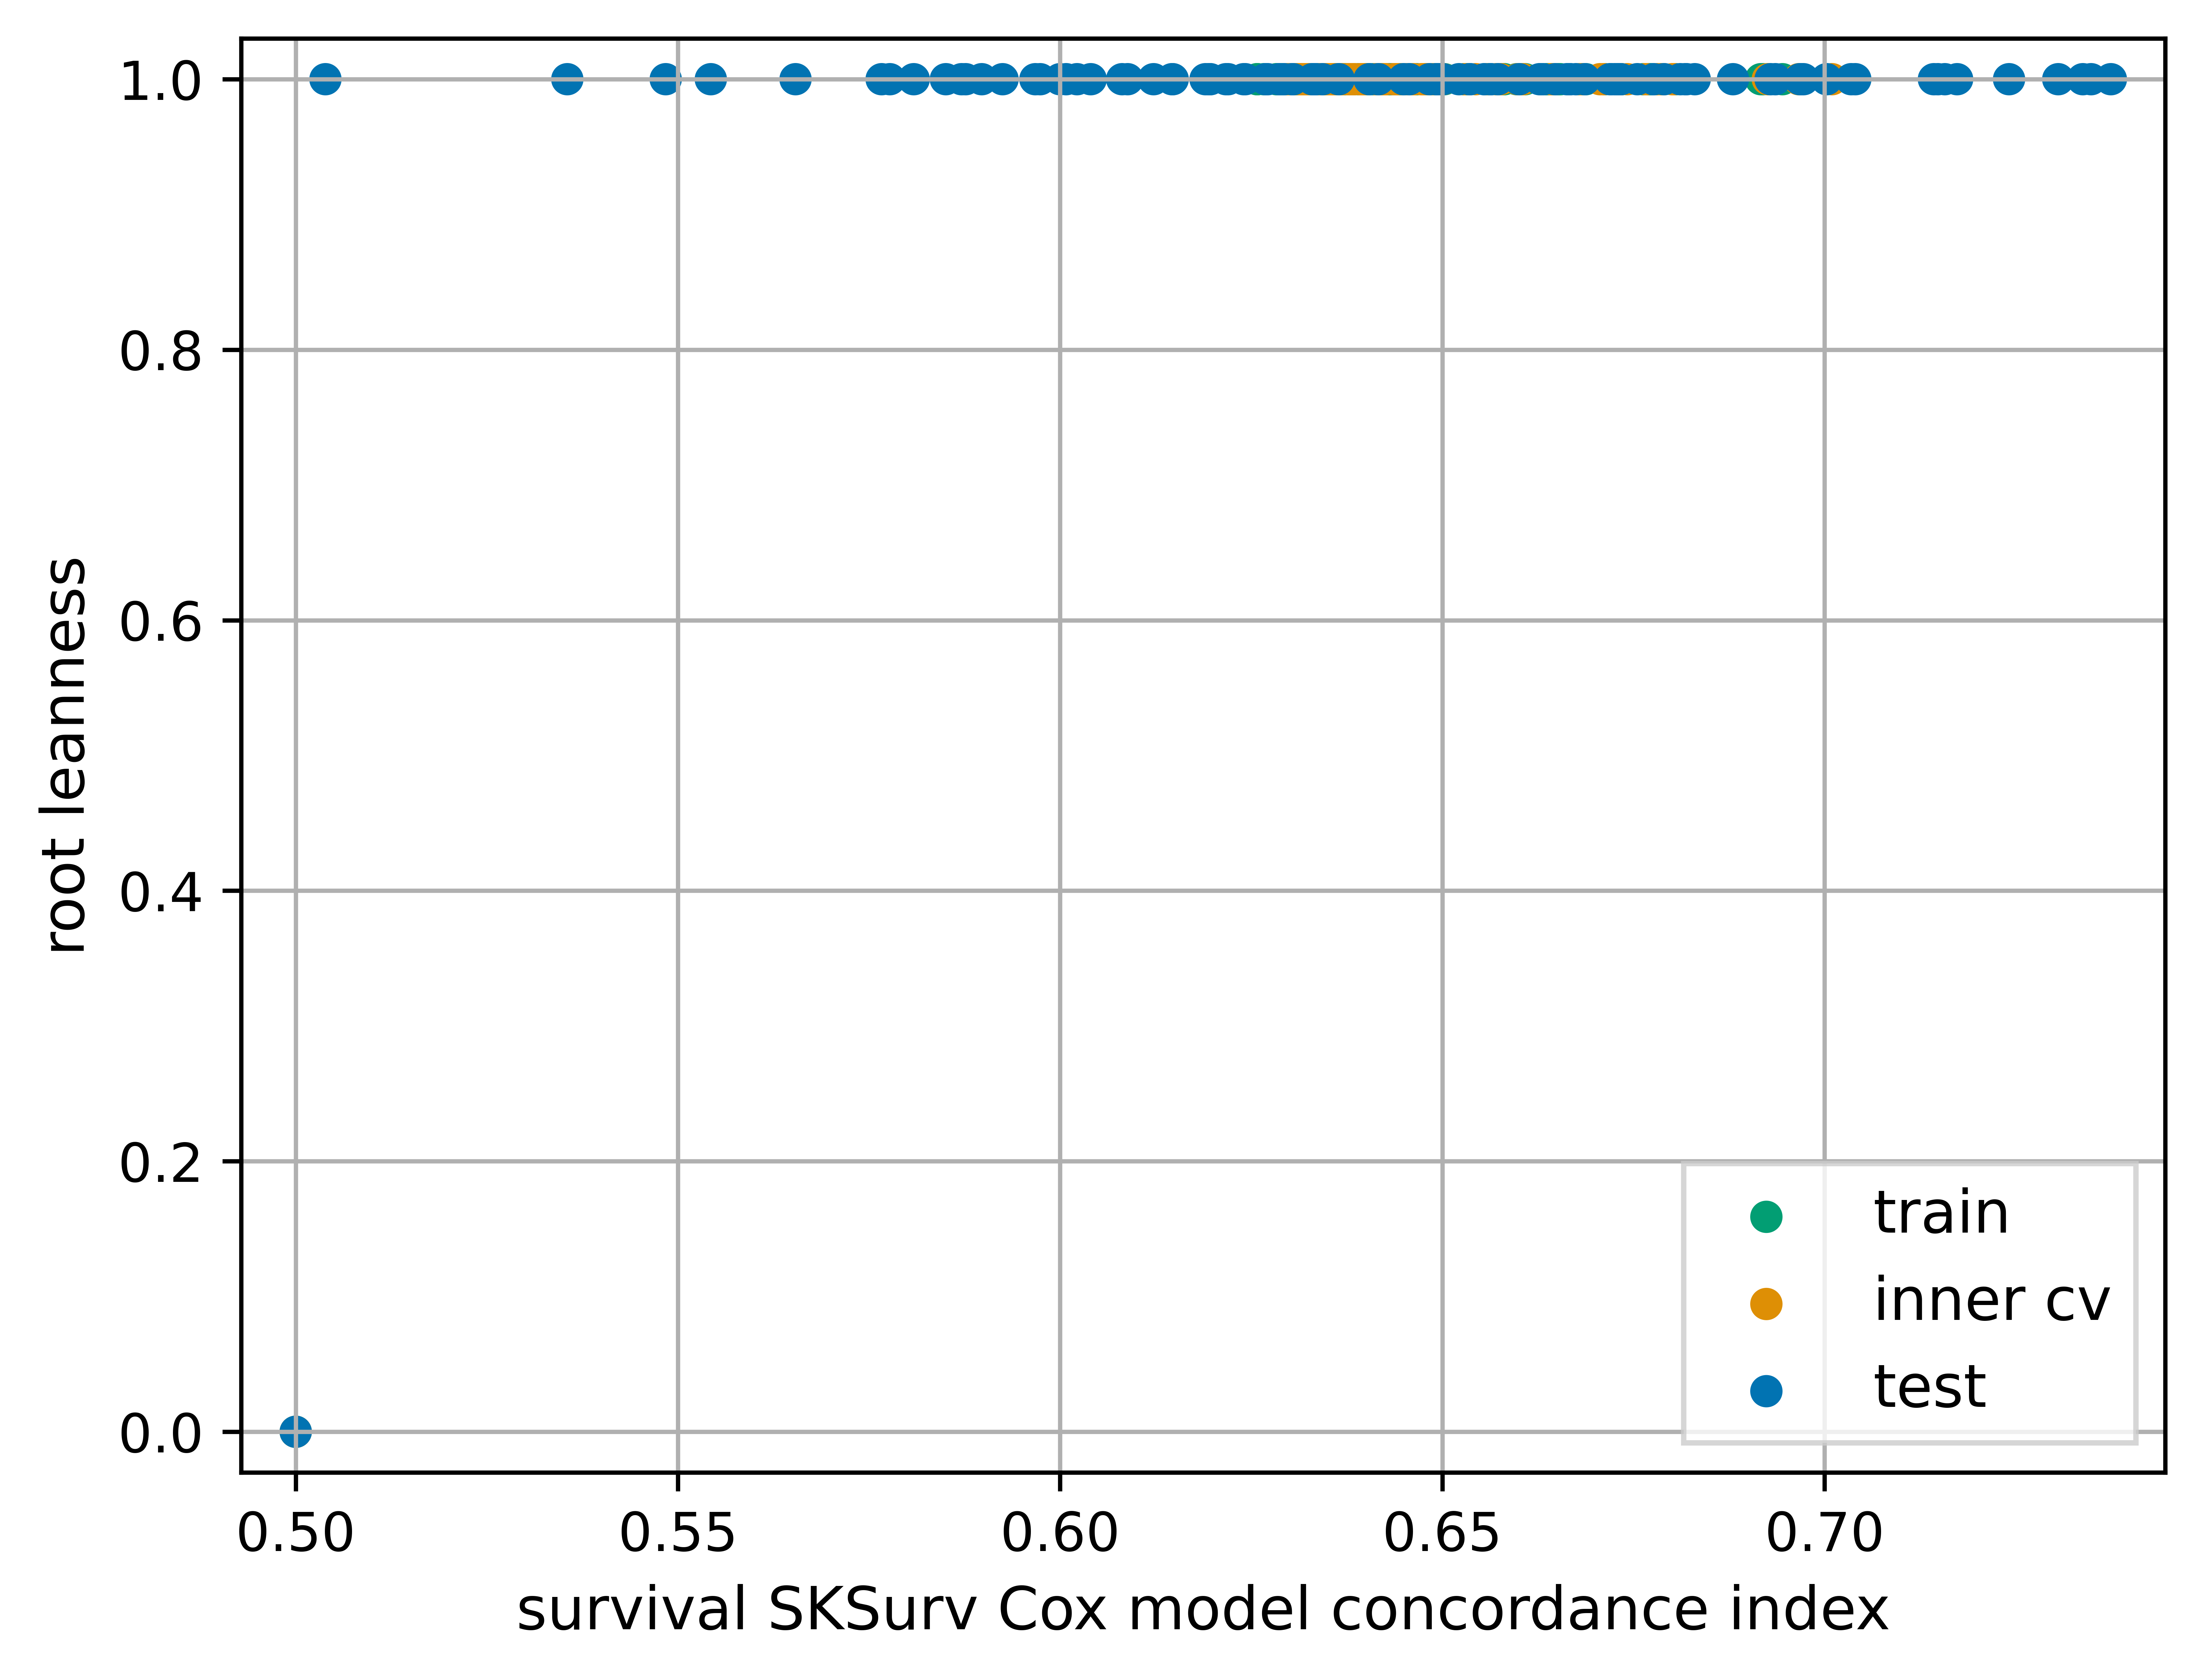 1.0
0.8
0.6
0.4
0.2
0.0
root leanness
train
inner cv
test
0.50 0.55 0.60 0.65 0.70
survival SKSurv Cox model concordance index